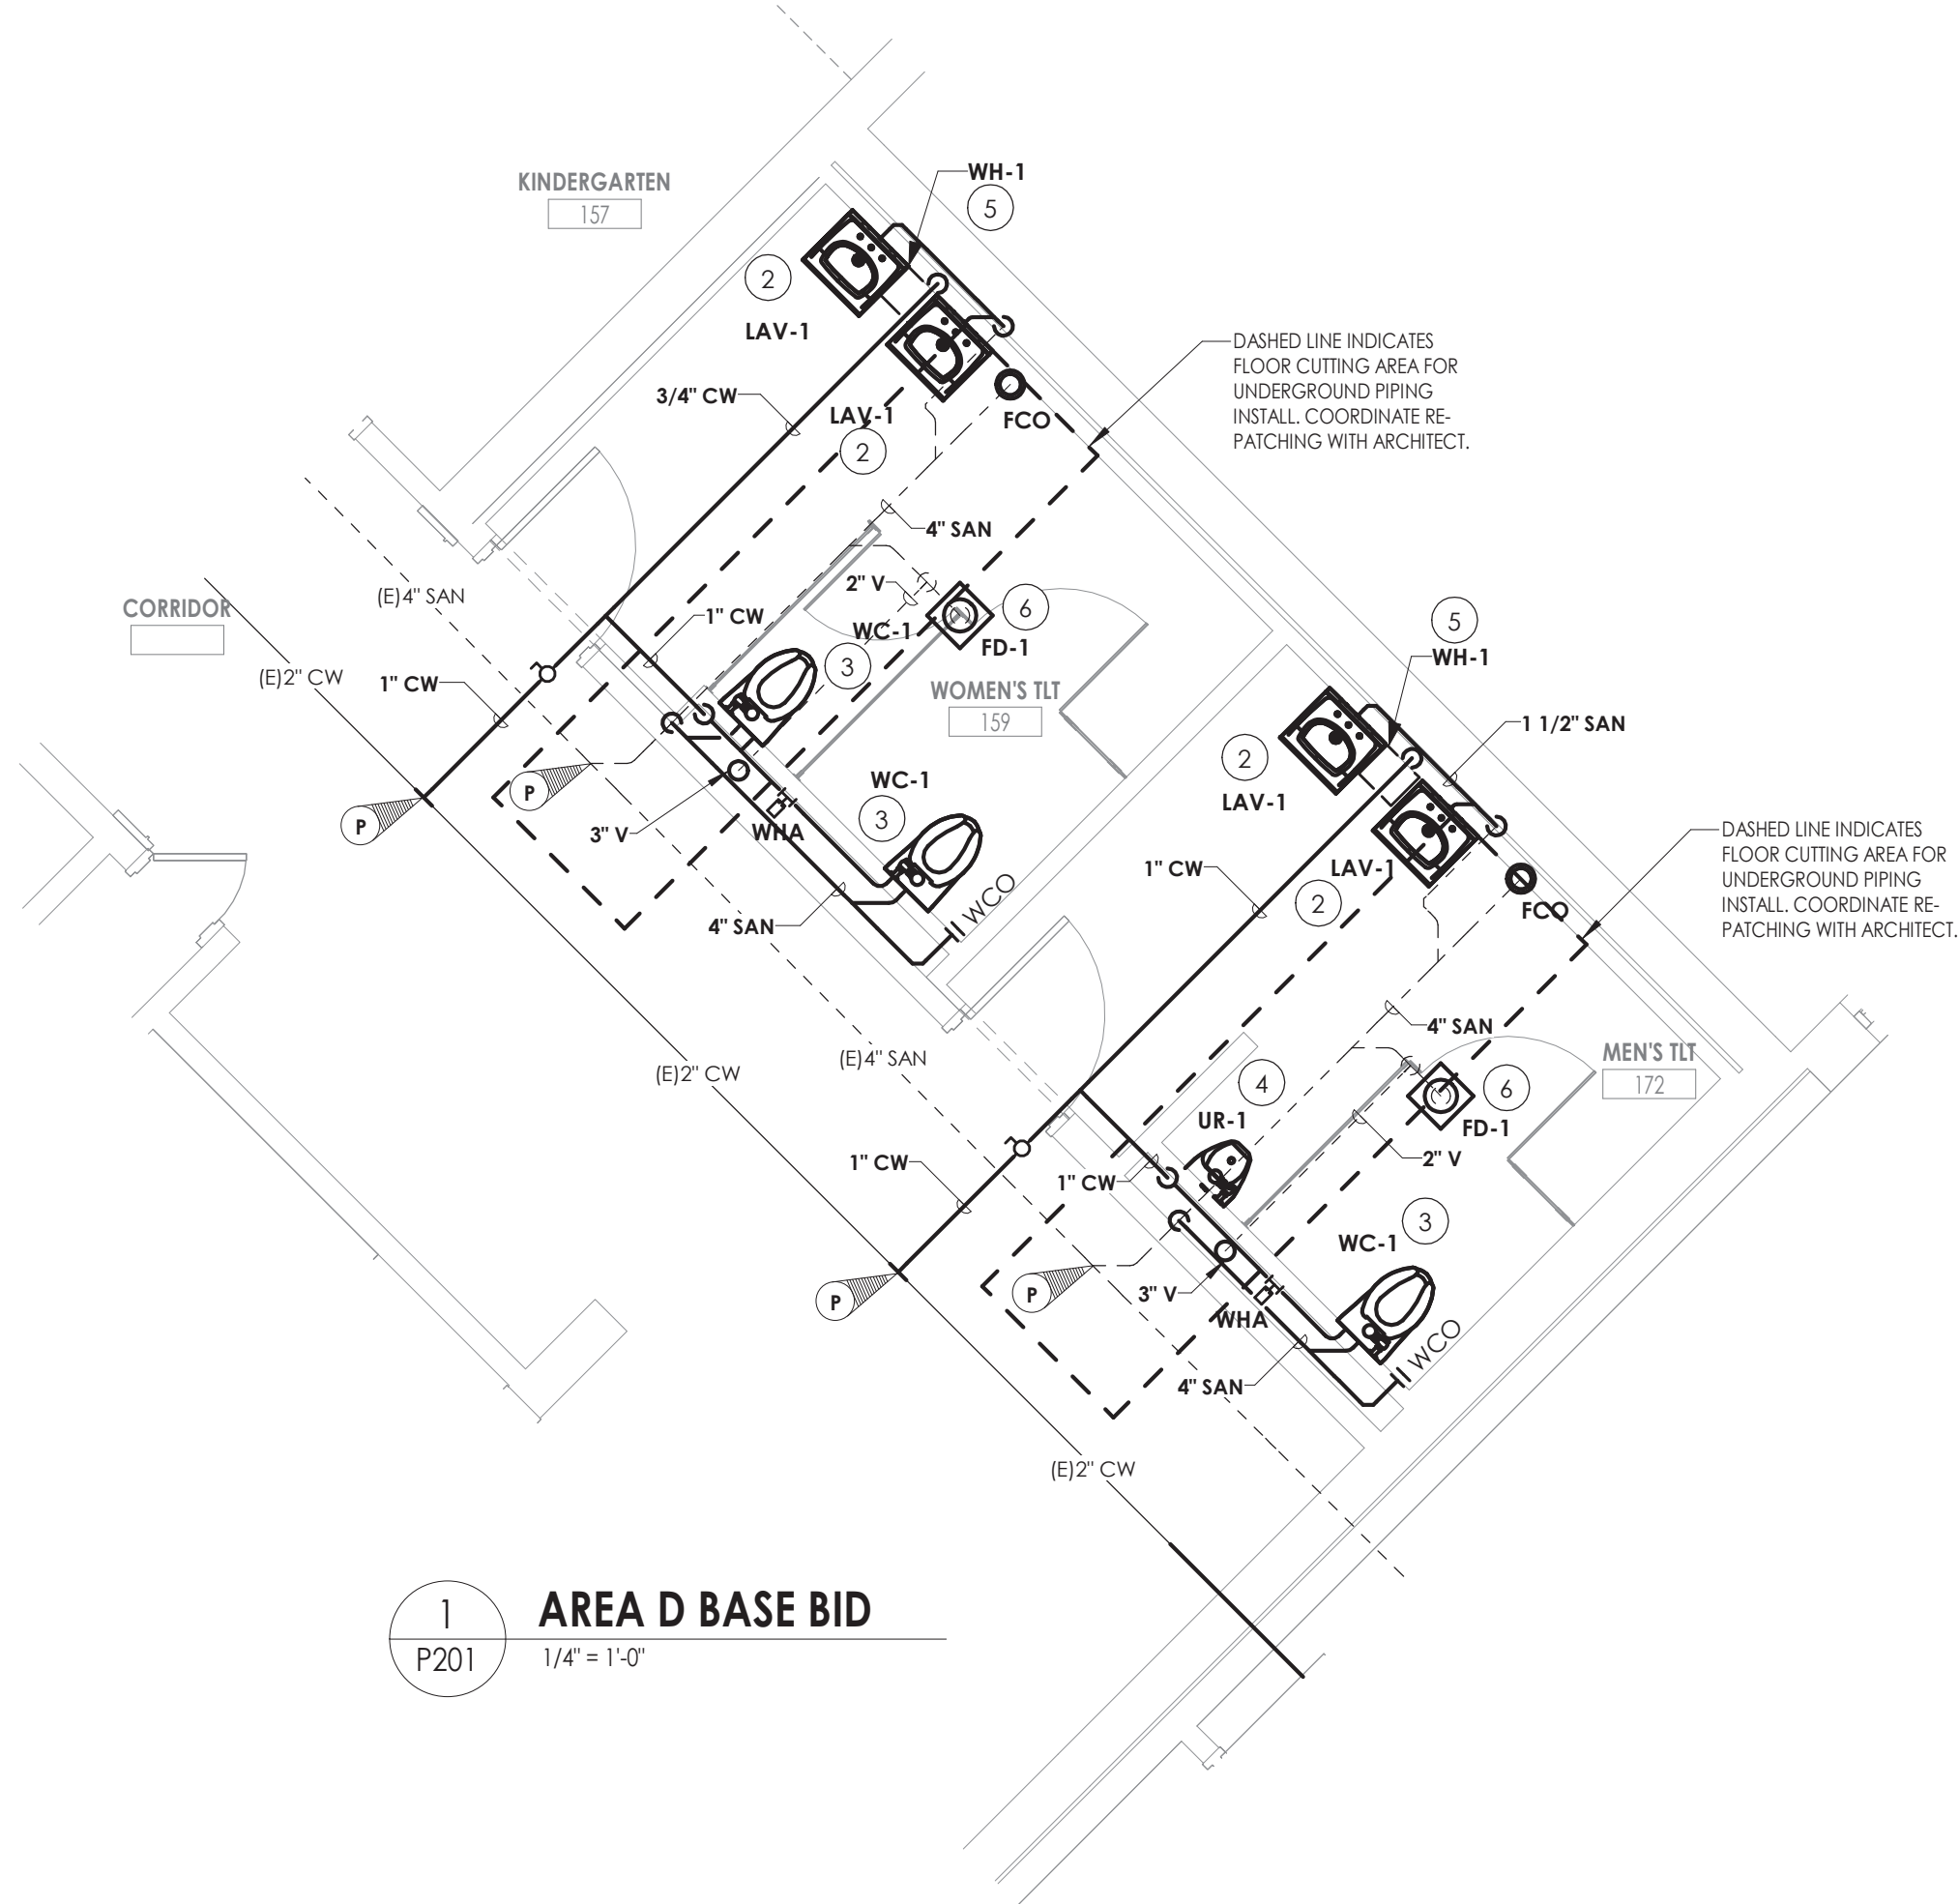 KINDERGARTEN
157
WH-1
5
2
LAV-1
DASHED LINE INDICATES
FLOOR CUTTING AREA FOR
UNDERGROUND PIPING
INSTALL. COORDINATE RE-
PATCHING WITH ARCHITECT.
3/4" CW
LAV-1
2
FCO
4" SAN
(E)4" SAN
2" V
CORRIDOR
1" CW
WC-1
6
FD-1
3
5
WH-1
(E)2" CW
1" CW
WOMEN'S TLT
159
1 1/2" SAN
2
LAV-1
P
P
3" V
WHA
WC-1
3
DASHED LINE INDICATES
FLOOR CUTTING AREA FOR
UNDERGROUND PIPING
INSTALL. COORDINATE RE-
PATCHING WITH ARCHITECT.
1" CW
LAV-1
2
FCO
WCO
4" SAN
4" SAN
(E)4" SAN
(E)2" CW
MEN'S TLT
172
4
6
UR-1
FD-1
2" V
1" CW
1" CW
3
WC-1
P
P
3" V
WHA
WCO
4" SAN
(E)2" CW
1
P201
AREA D BASE BID
1/4" = 1'-0"